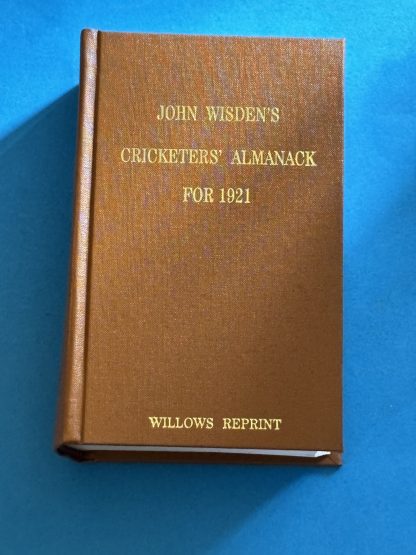 JOHN WISDEN'S
CRICKETERS' ALMANACK
FOR 1921
WILLOWS REPRINT